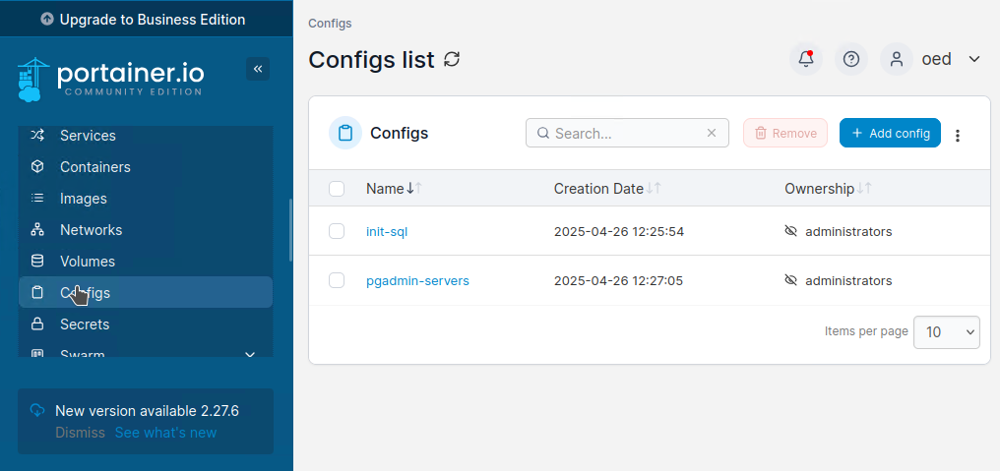 Upgrade to Business Edition
portainer.io
COMMUNITY EDITION
Services
Containers
Images
Networks
Volumes
Configs
Secrets
Swarm
New version available 2.27.6
Dismiss See what's new
Configs
Configs list
oed
Configs
Search...
Remove
Add config
Name Creation Date Ownership
init-sql 2025-04-26 12:25:54 administrators
pgadmin-servers 2025-04-26 12:27:05 administrators
Items per page 10